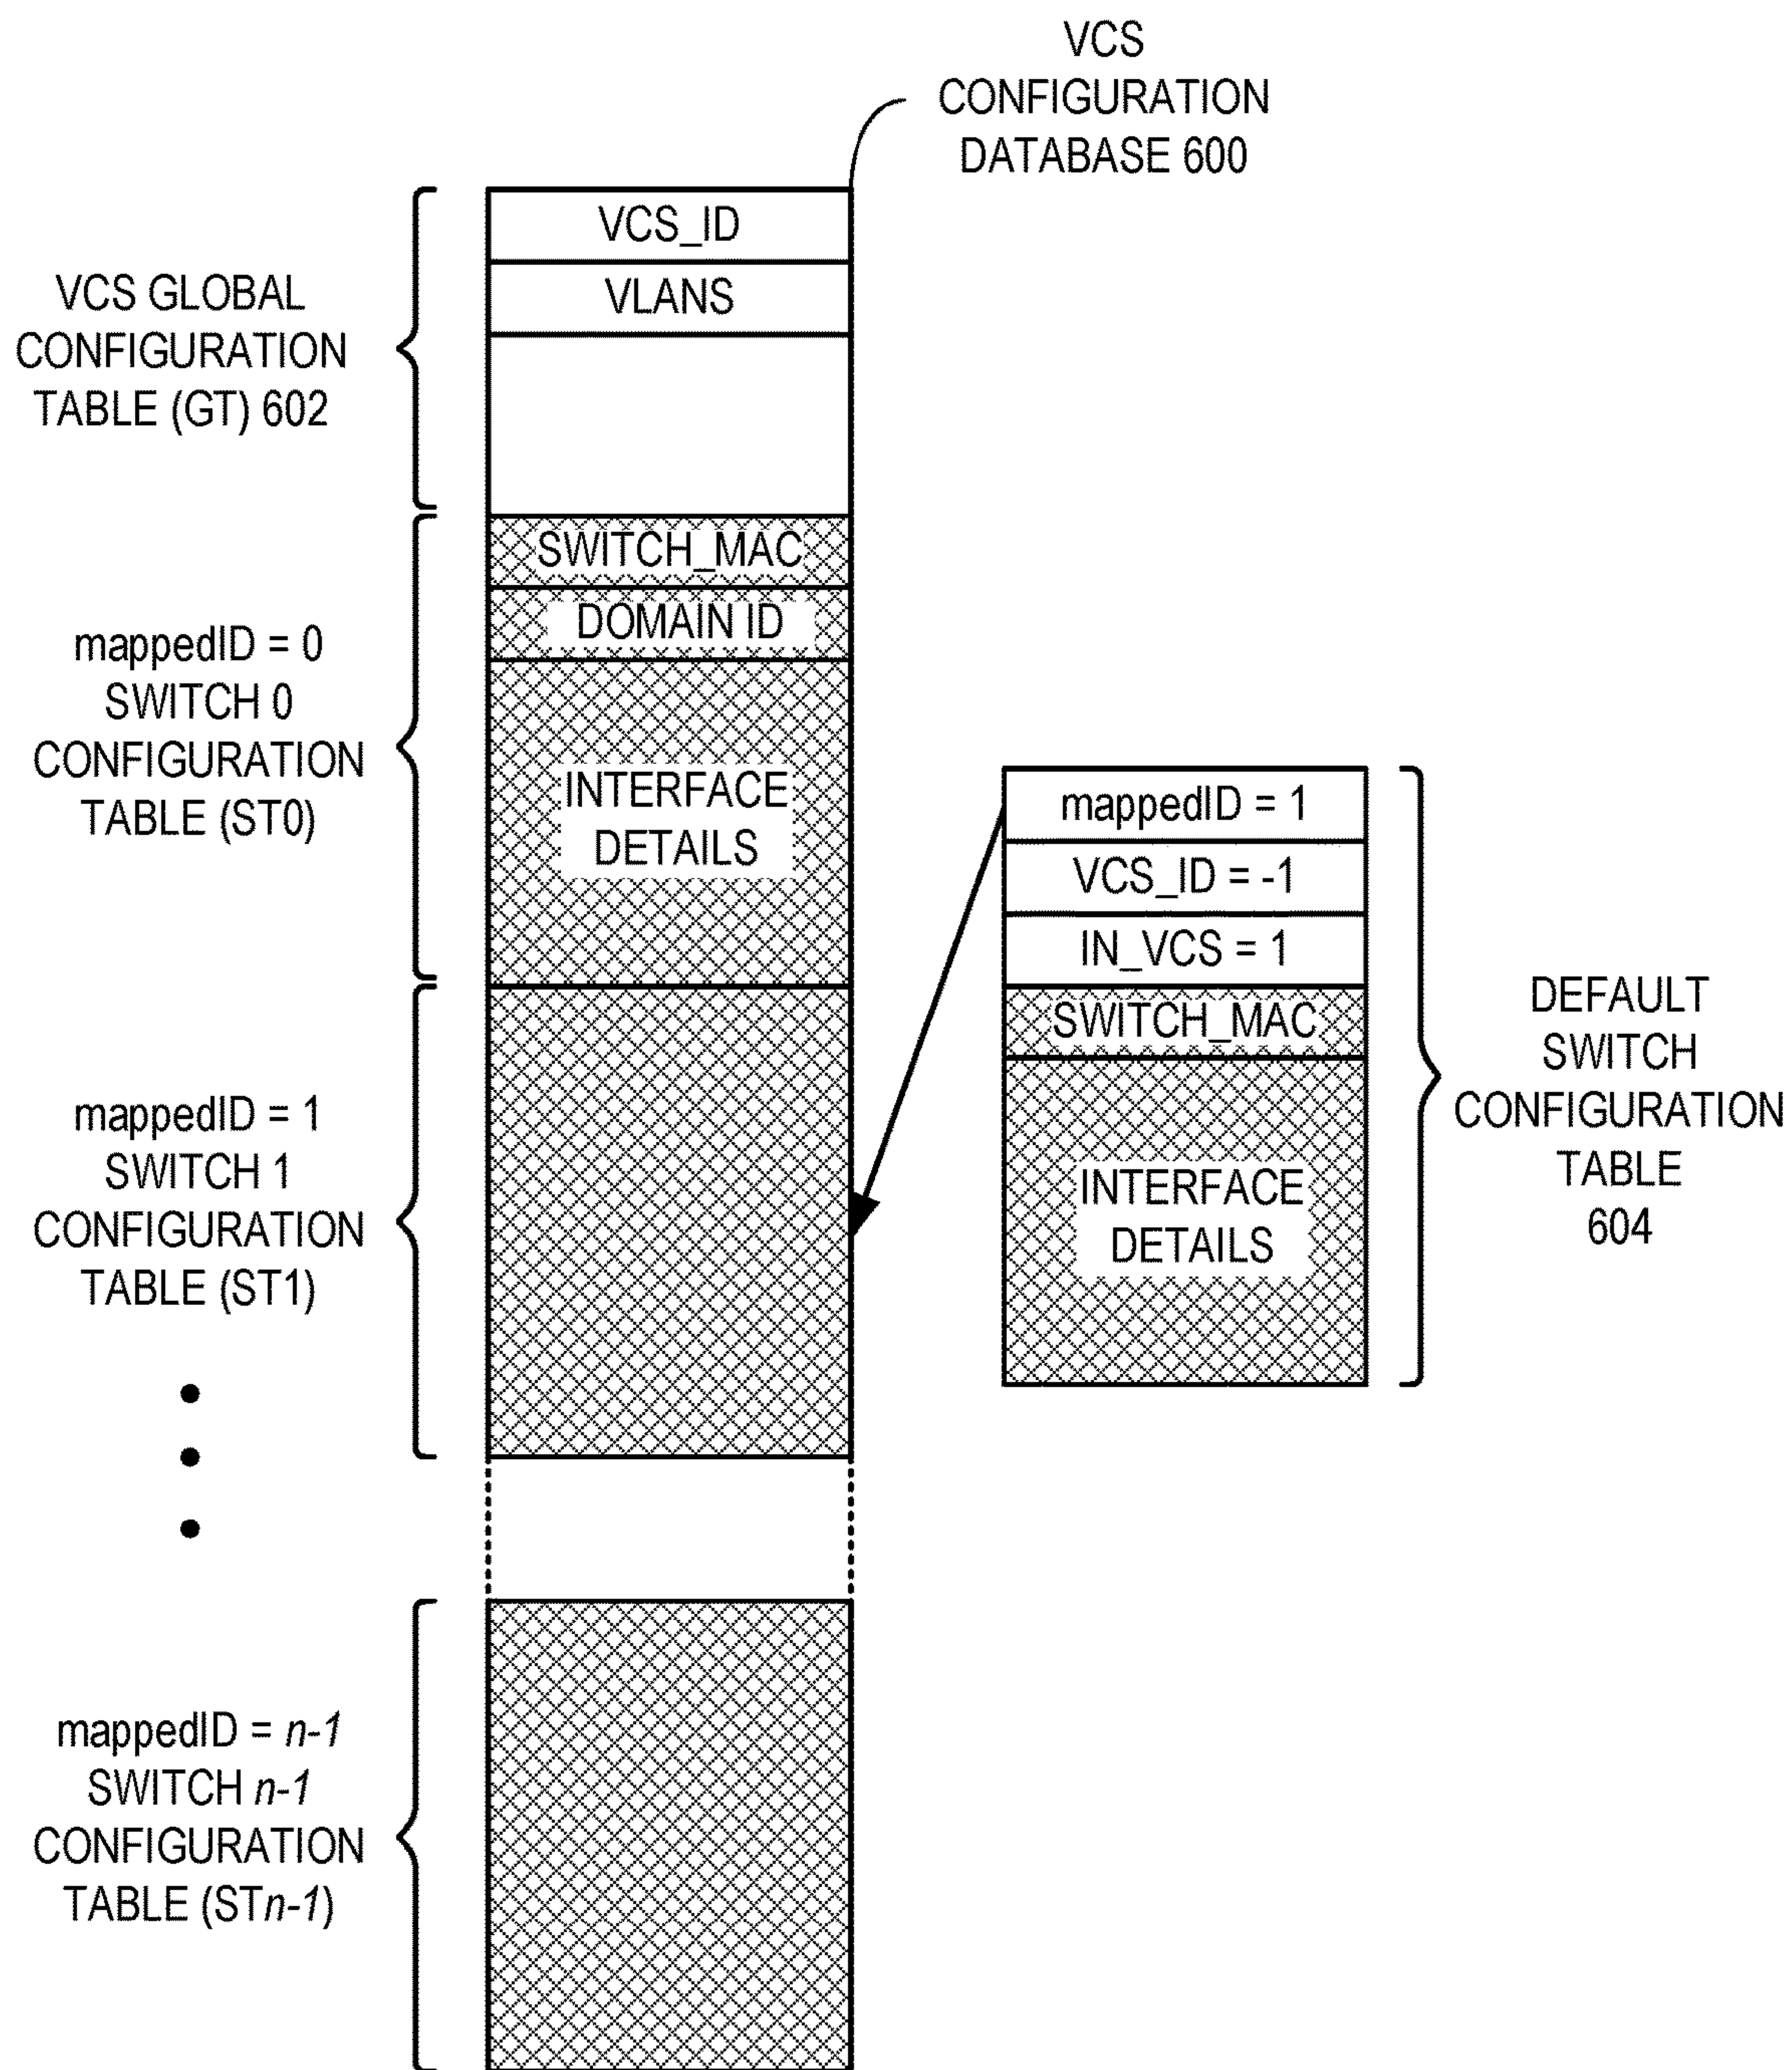 VCS
CONFIGURATION
DATABASE 600
VCS_ID
VLANS
VCS GLOBAL
CONFIGURATION
TABLE (GT) 602
SWITCH_MAC
DOMAIN ID
INTERFACE
DETAILS
mappedID = 0
SWITCH 0
CONFIGURATION
TABLE (ST0)
mappedID = 1
VCS_ID = -1
IN_VCS = 1
SWITCH_MAC
INTERFACE
DETAILS
DEFAULT
SWITCH
CONFIGURATION
TABLE
604
mappedID = 1
SWITCH 1
CONFIGURATION
TABLE (ST1)
mappedID = n-1
SWITCH n-1
CONFIGURATION
TABLE (STn-1)